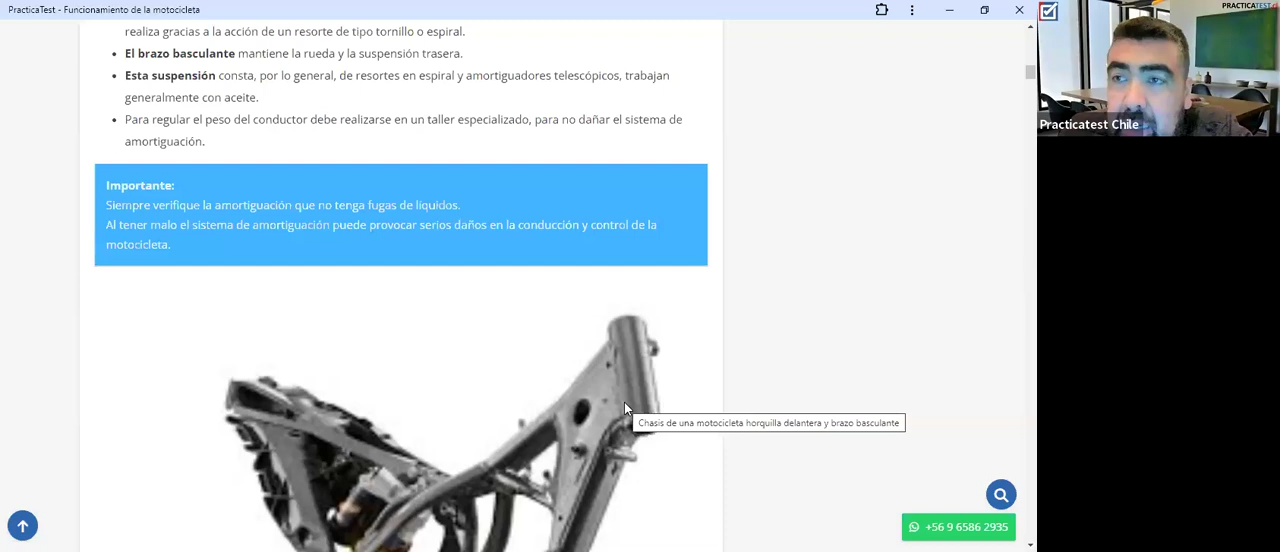 PracticaTest - Funcionamiento de la motocicleta
PRACTICATEST.CL
realiza gracias a la acción de un resorte de tipo tornillo o espiral.
El brazo basculante mantiene la rueda y la suspensión trasera.
Esta suspensión consta, por lo general, de resortes en espiral y amortiguadores telescópicos, trabajan
generalmente con aceite.
Para regular el peso del conductor debe realizarse en un taller especializado, para no dañar el sistema de
amortiguación.
Practicatest Chile
Importante:
Siempre verifique la amortiguación que no tenga fugas de líquidos.
Al tener malo el sistema de amortiguación puede provocar serios daños en la conducción y control de la
motocicleta.
Chasis de una motocicleta horquilla delantera y brazo basculante
+56 9 6586 2935